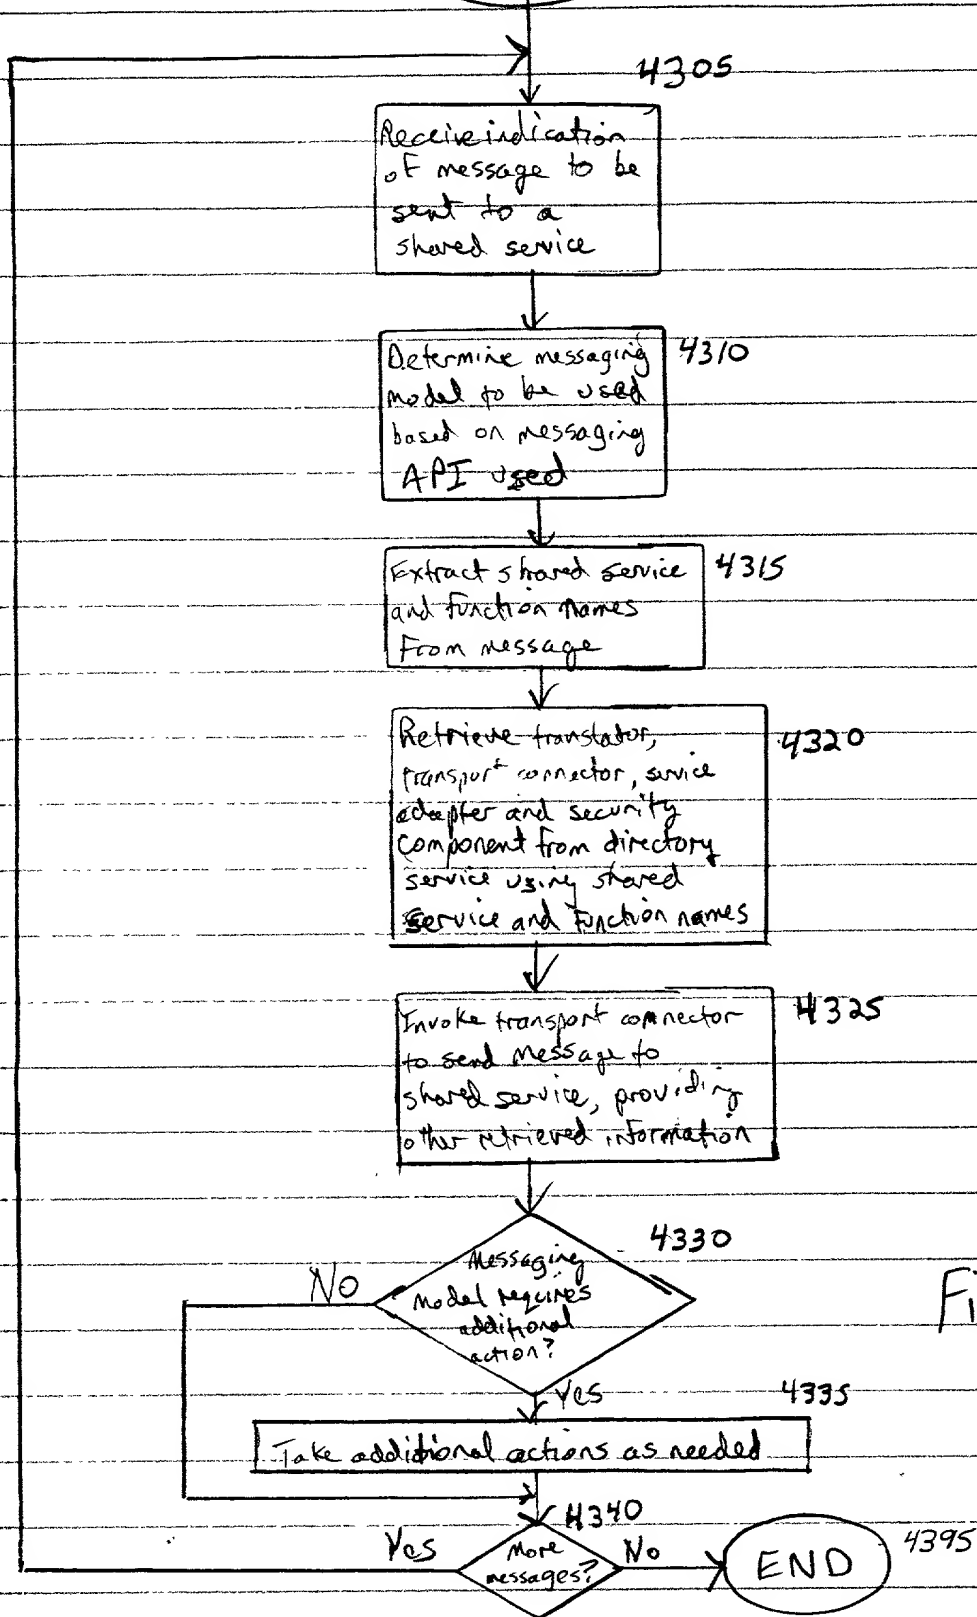 4305
Receive indication
of message to be
sent to a
shared service
Determine messaging
model to be used
based on messaging
API used
4310
Extract shared service
and function names
from message
4315
Retrieve translator,
transport connector, service
adapter and security
component from directory
service using shared
service and function names
4320
Invoke transport connector
to send message to
shared service, providing
other retrieved information
4325
4330
Messaging
model requires
additional
action?
No
Yes
4335
Take additional actions as needed
4340
More
messages?
Yes
No
END
4395
Fi